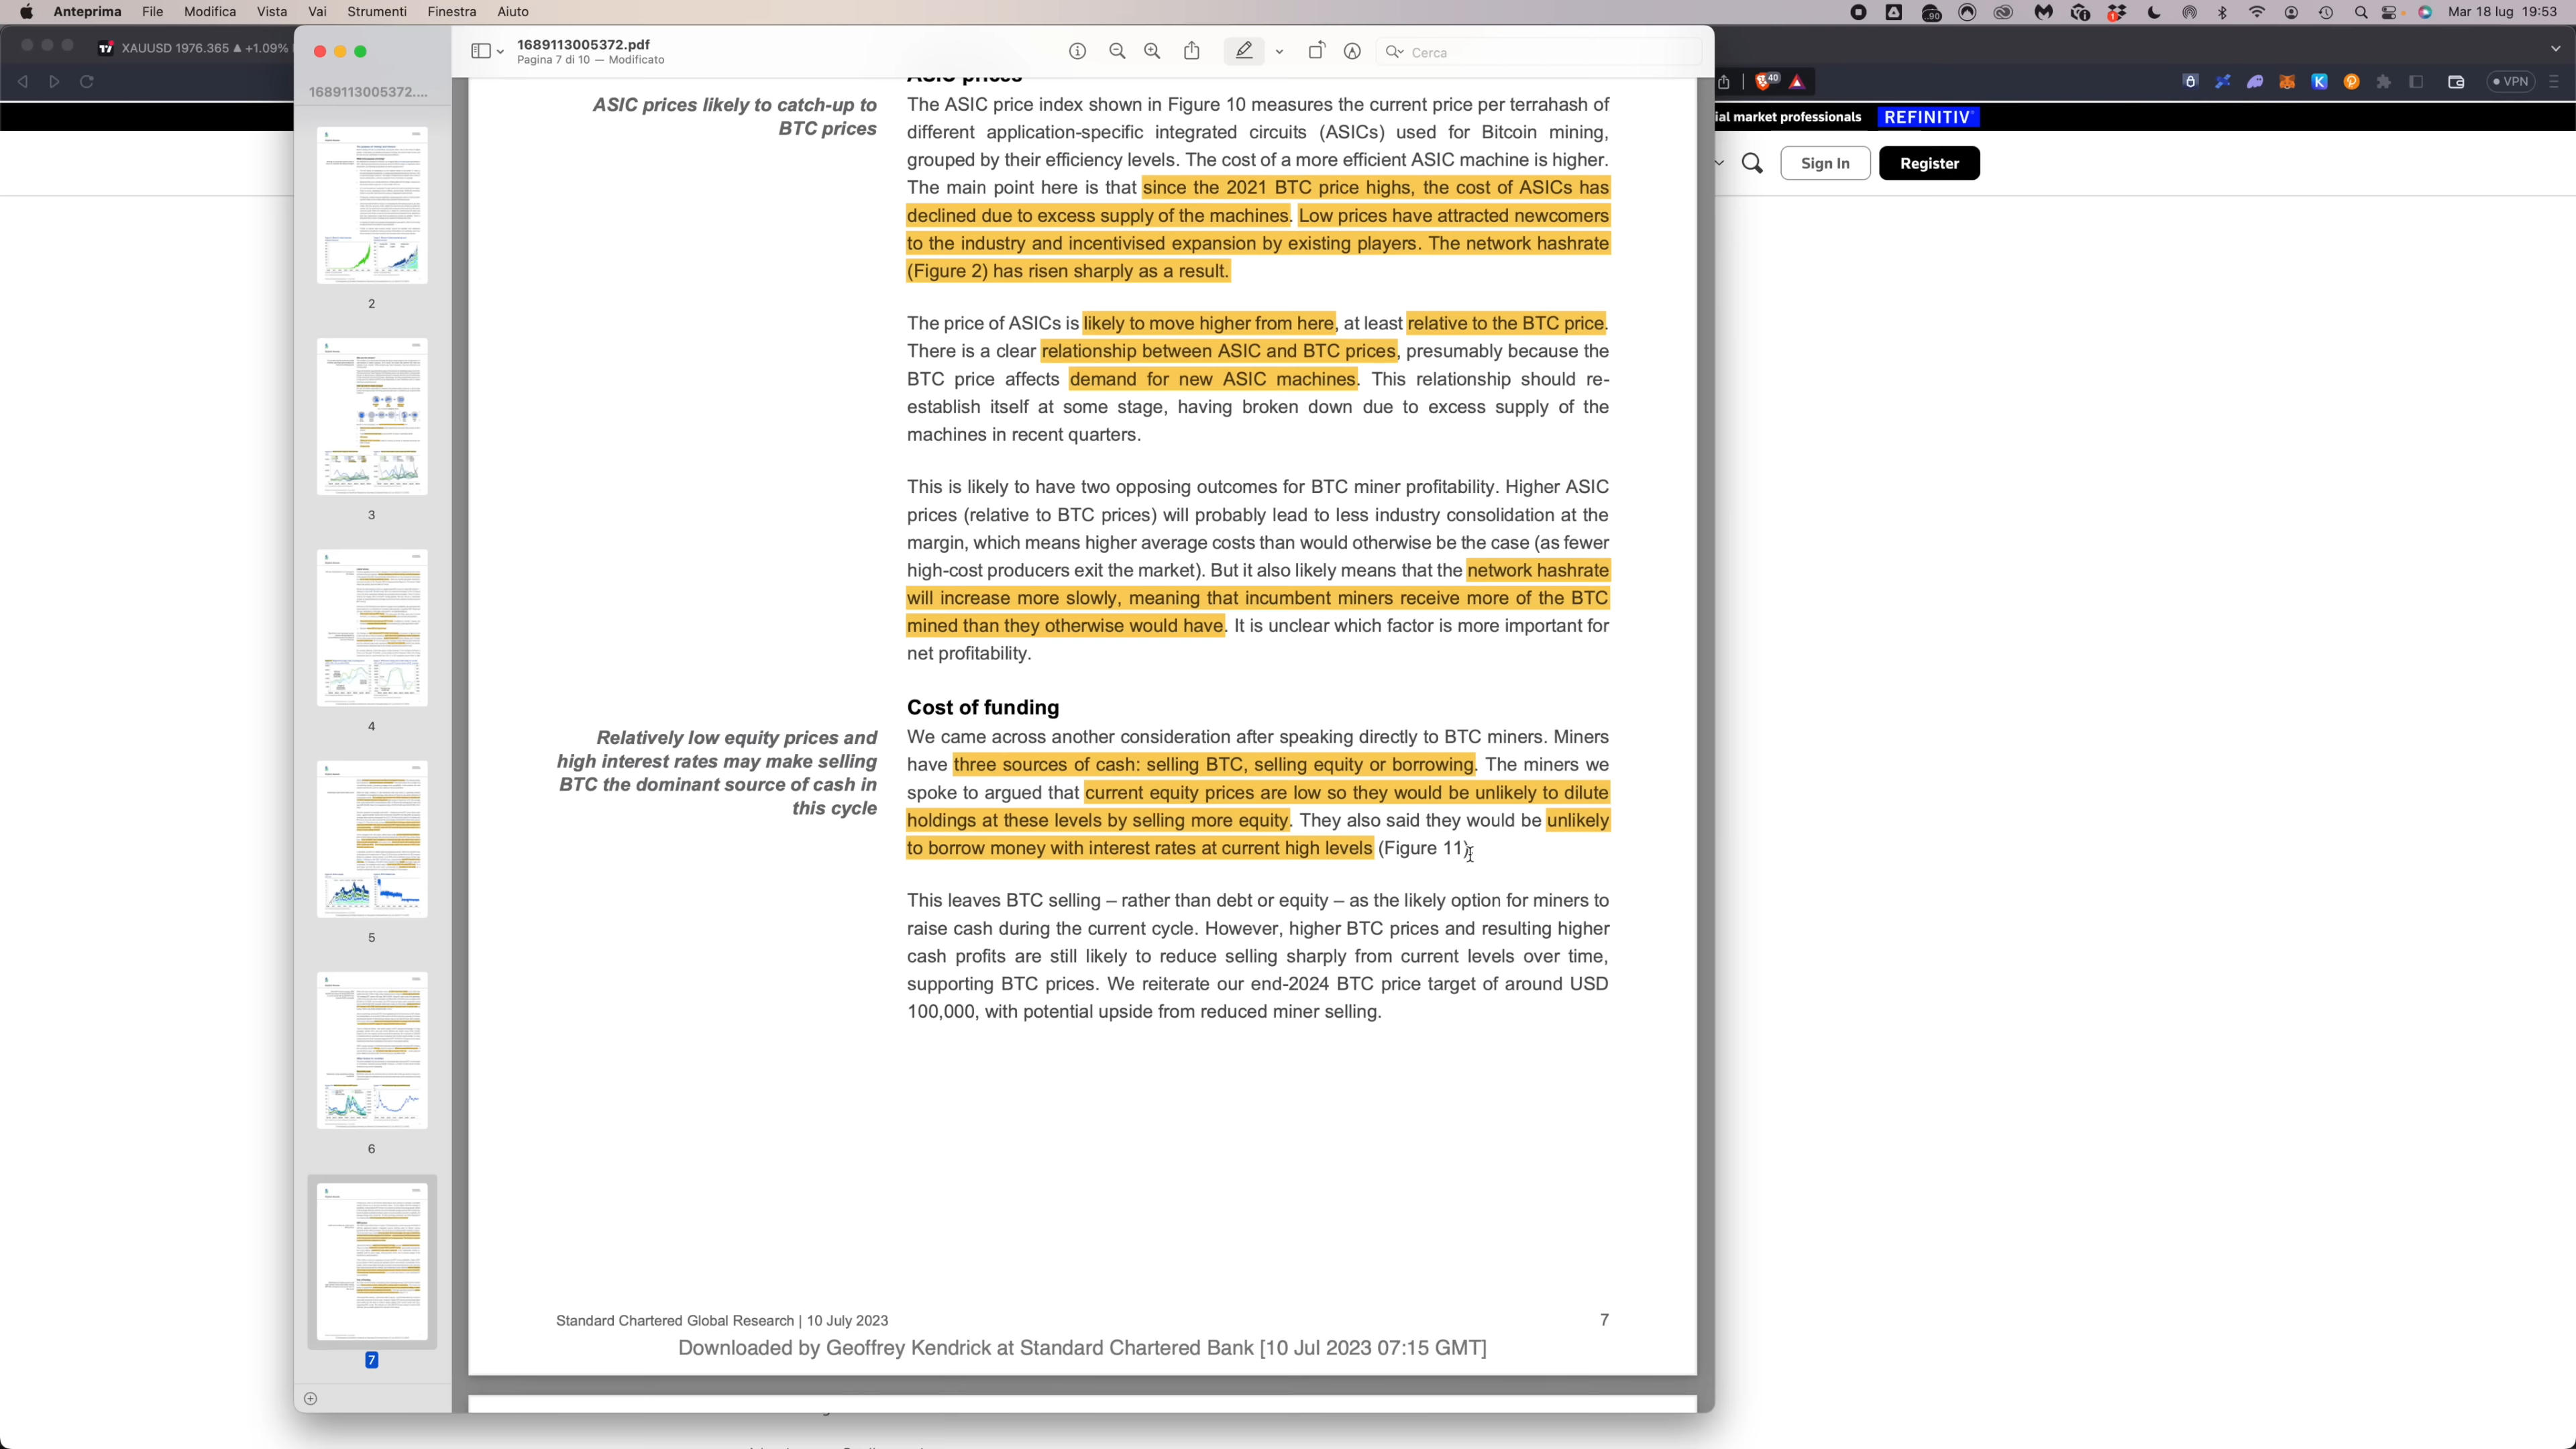 Anteprima File Modifica Vista Vai Strumenti Finestra Aiuto
Mar 18 lug 19:53
XAUUSD 1976.365 ▲ +1.09%
1689113005372.pdf
Pagina 7 di 10 — Modificato
Cerca
1689113005372....
40
VPN
ial market professionals REFINITIV
Sign In
Register
2
3
4
5
6
7
ASIC prices
ASIC prices likely to catch-up to
BTC prices
The ASIC price index shown in Figure 10 measures the current price per terrahash of
different application-specific integrated circuits (ASICs) used for Bitcoin mining,
grouped by their efficiency levels. The cost of a more efficient ASIC machine is higher.
The main point here is that since the 2021 BTC price highs, the cost of ASICs has
declined due to excess supply of the machines. Low prices have attracted newcomers
to the industry and incentivised expansion by existing players. The network hashrate
(Figure 2) has risen sharply as a result.
The price of ASICs is likely to move higher from here, at least relative to the BTC price.
There is a clear relationship between ASIC and BTC prices, presumably because the
BTC price affects demand for new ASIC machines. This relationship should re-
establish itself at some stage, having broken down due to excess supply of the
machines in recent quarters.
This is likely to have two opposing outcomes for BTC miner profitability. Higher ASIC
prices (relative to BTC prices) will probably lead to less industry consolidation at the
margin, which means higher average costs than would otherwise be the case (as fewer
high-cost producers exit the market). But it also likely means that the network hashrate
will increase more slowly, meaning that incumbent miners receive more of the BTC
mined than they otherwise would have. It is unclear which factor is more important for
net profitability.
Cost of funding
Relatively low equity prices and
high interest rates may make selling
BTC the dominant source of cash in
this cycle
We came across another consideration after speaking directly to BTC miners. Miners
have three sources of cash: selling BTC, selling equity or borrowing. The miners we
spoke to argued that current equity prices are low so they would be unlikely to dilute
holdings at these levels by selling more equity. They also said they would be unlikely
to borrow money with interest rates at current high levels (Figure 11).
This leaves BTC selling – rather than debt or equity – as the likely option for miners to
raise cash during the current cycle. However, higher BTC prices and resulting higher
cash profits are still likely to reduce selling sharply from current levels over time,
supporting BTC prices. We reiterate our end-2024 BTC price target of around USD
100,000, with potential upside from reduced miner selling.
Standard Chartered Global Research | 10 July 2023
7
Downloaded by Geoffrey Kendrick at Standard Chartered Bank [10 Jul 2023 07:15 GMT]